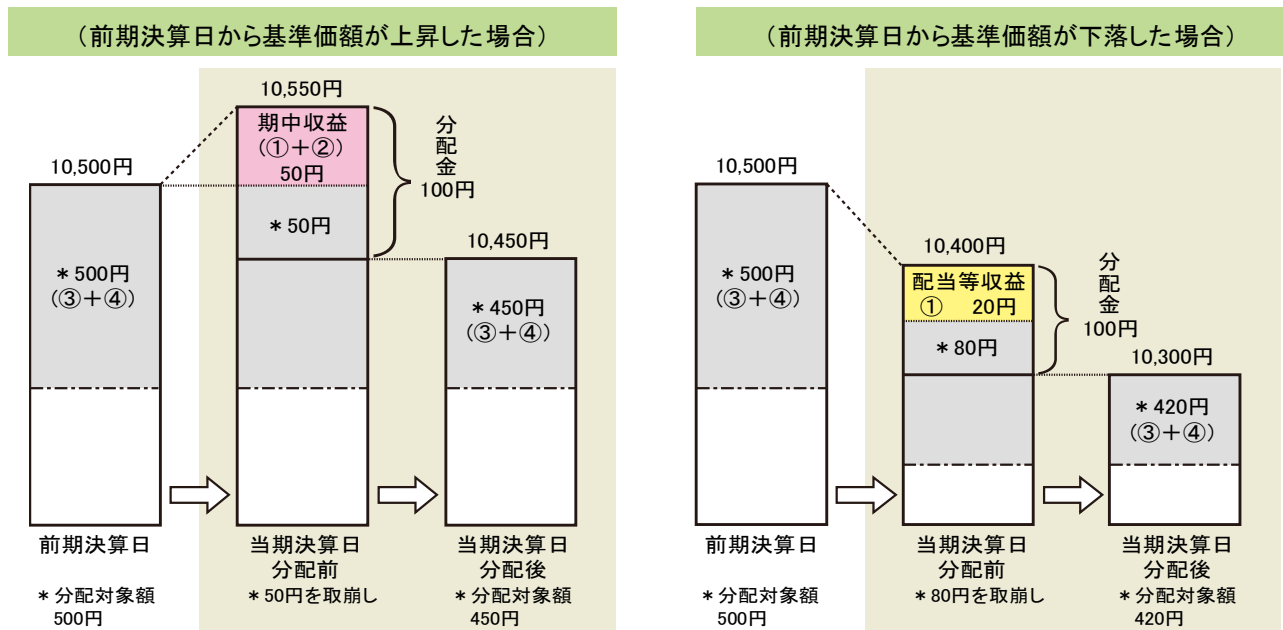 (前期決算日から基準価額が上昇した場合)
10,550円
期中収益
(①+②)
50円
分配金
100円
10,500円
*50円
10,450円
*500円
(③+④)
*450円
(③+④)
前期決算日
当期決算日
分配前
当期決算日
分配後
*分配対象額
500円
*50円を取崩し
*分配対象額
450円
(前期決算日から基準価額が下落した場合)
10,500円
10,400円
*500円
(③+④)
配当等収益
① 20円
分配金
100円
*80円
10,300円
*420円
(③+④)
前期決算日
当期決算日
分配前
当期決算日
分配後
*分配対象額
500円
*80円を取崩し
*分配対象額
420円